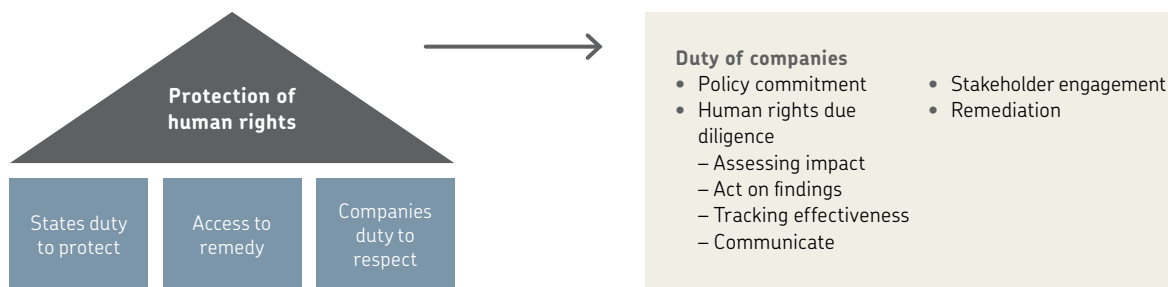 Protection of
human rights
States duty
to protect
Access to
remedy
Companies
duty to
respect
Duty of companies
• Policy commitment
• Human rights due
diligence
– Assessing impact
– Act on findings
– Tracking effectiveness
– Communicate
• Stakeholder engagement
• Remediation